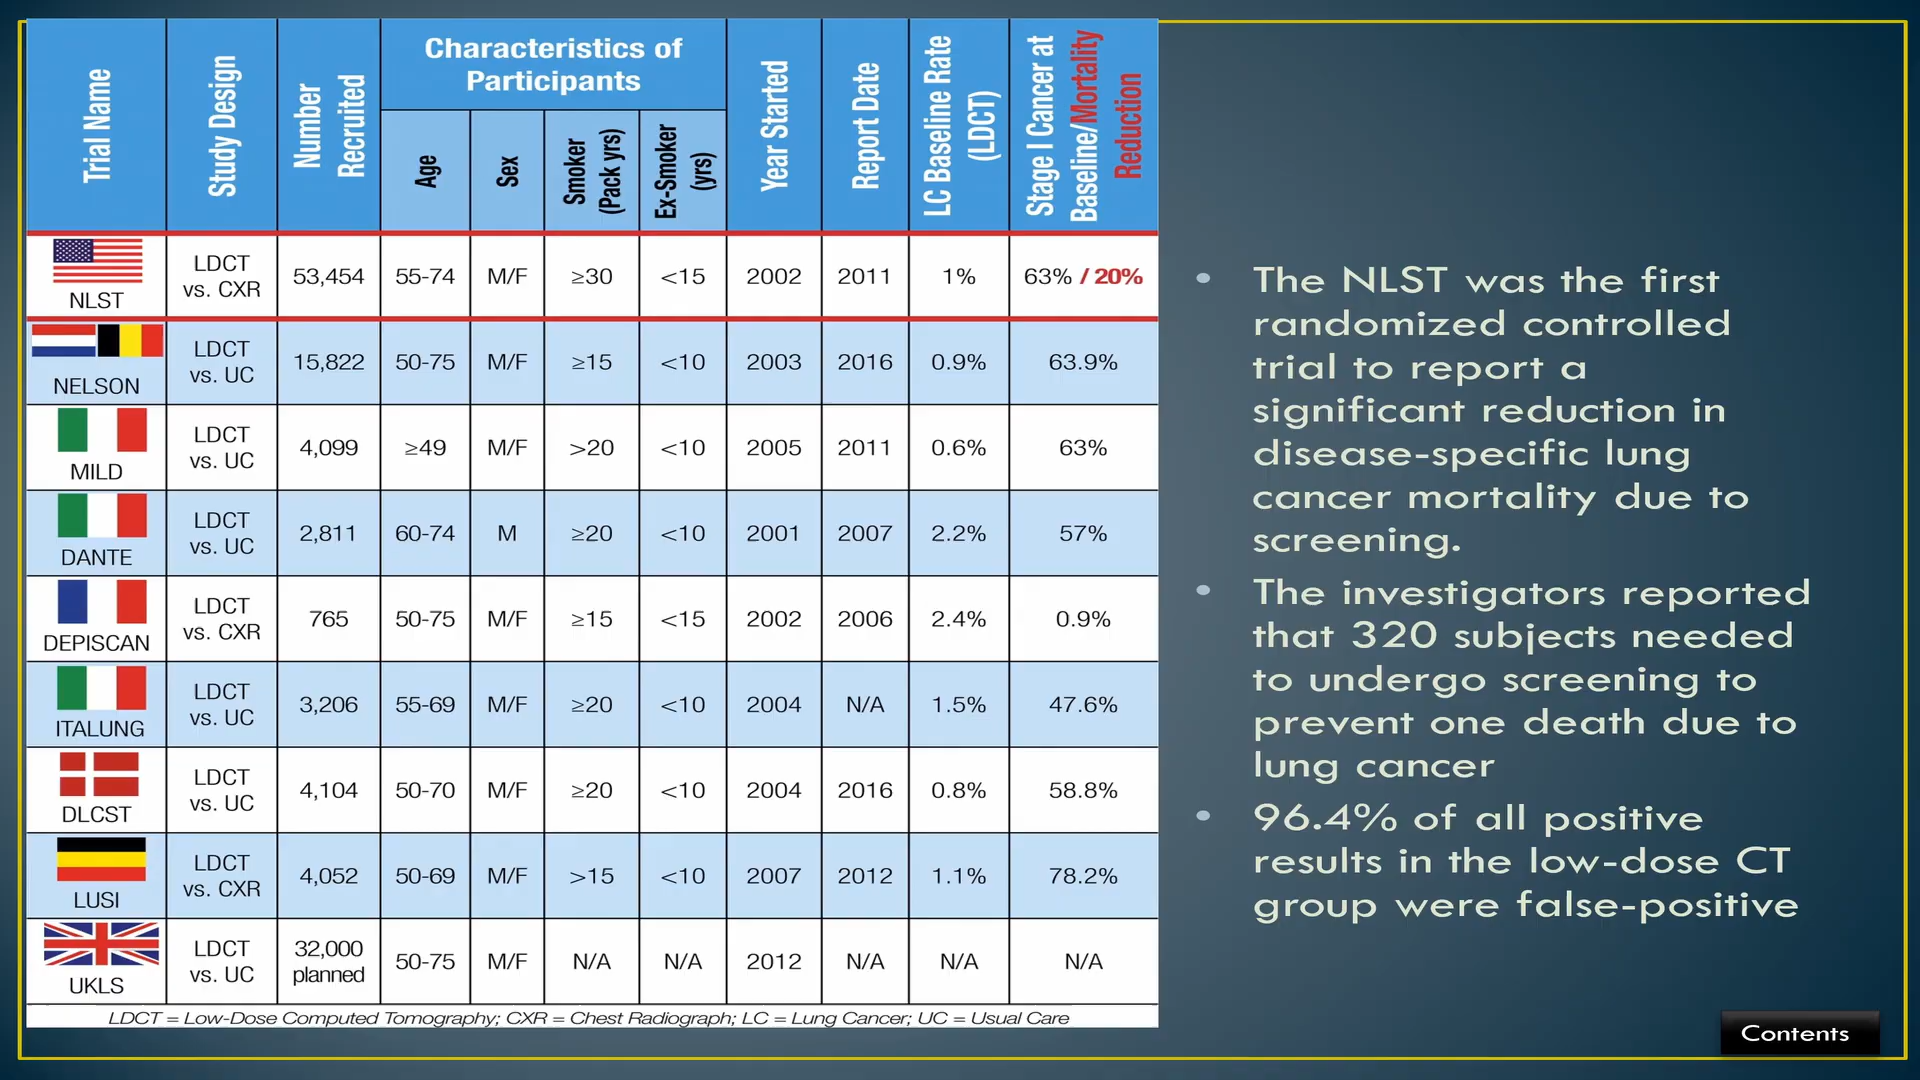 Trial Name
Study Design
Number
Recruited
Characteristics of
Participants
Age
Sex
Smoker
(Pack yrs)
Ex-Smoker
(yrs)
Year Started
Report Date
LC Baseline Rate
(LDCT)
Stage I Cancer at
Baseline/Mortality
Reduction
NLST
LDCT
vs. CXR
53,454
55-74
M/F
≥30
<15
2002
2011
1%
63% / 20%
NELSON
LDCT
vs. UC
15,822
50-75
M/F
≥15
<10
2003
2016
0.9%
63.9%
MILD
LDCT
vs. UC
4,099
≥49
M/F
>20
<10
2005
2011
0.6%
63%
DANTE
LDCT
vs. UC
2,811
60-74
M
≥20
<10
2001
2007
2.2%
57%
DEPISCAN
LDCT
vs. CXR
765
50-75
M/F
≥15
<15
2002
2006
2.4%
0.9%
ITALUNG
LDCT
vs. UC
3,206
55-69
M/F
≥20
<10
2004
N/A
1.5%
47.6%
DLCST
LDCT
vs. UC
4,104
50-70
M/F
≥20
<10
2004
2016
0.8%
58.8%
LUSI
LDCT
vs. CXR
4,052
50-69
M/F
>15
<10
2007
2012
1.1%
78.2%
UKLS
LDCT
vs. UC
32,000
planned
50-75
M/F
N/A
N/A
2012
N/A
N/A
N/A
LDCT = Low-Dose Computed Tomography; CXR = Chest Radiograph; LC = Lung Cancer; UC = Usual Care
• The NLST was the first
randomized controlled
trial to report a
significant reduction in
disease-specific lung
cancer mortality due to
screening.
• The investigators reported
that 320 subjects needed
to undergo screening to
prevent one death due to
lung cancer
• 96.4% of all positive
results in the low-dose CT
group were false-positive
Contents